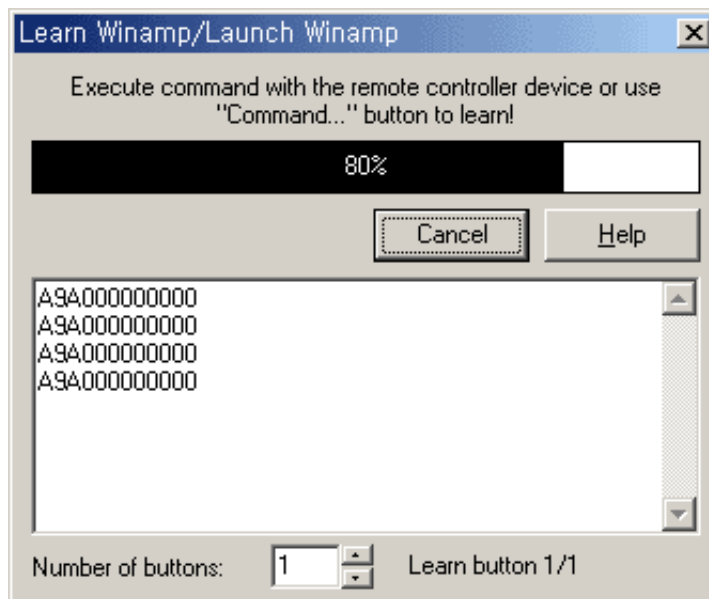 Learn Winamp/Launch Winamp
Execute command with the remote controller device or use
"Command..." button to learn!
80%
Cancel
Help
A9A000000000
A9A000000000
A9A000000000
A9A000000000
Number of buttons: 1 Learn button 1/1